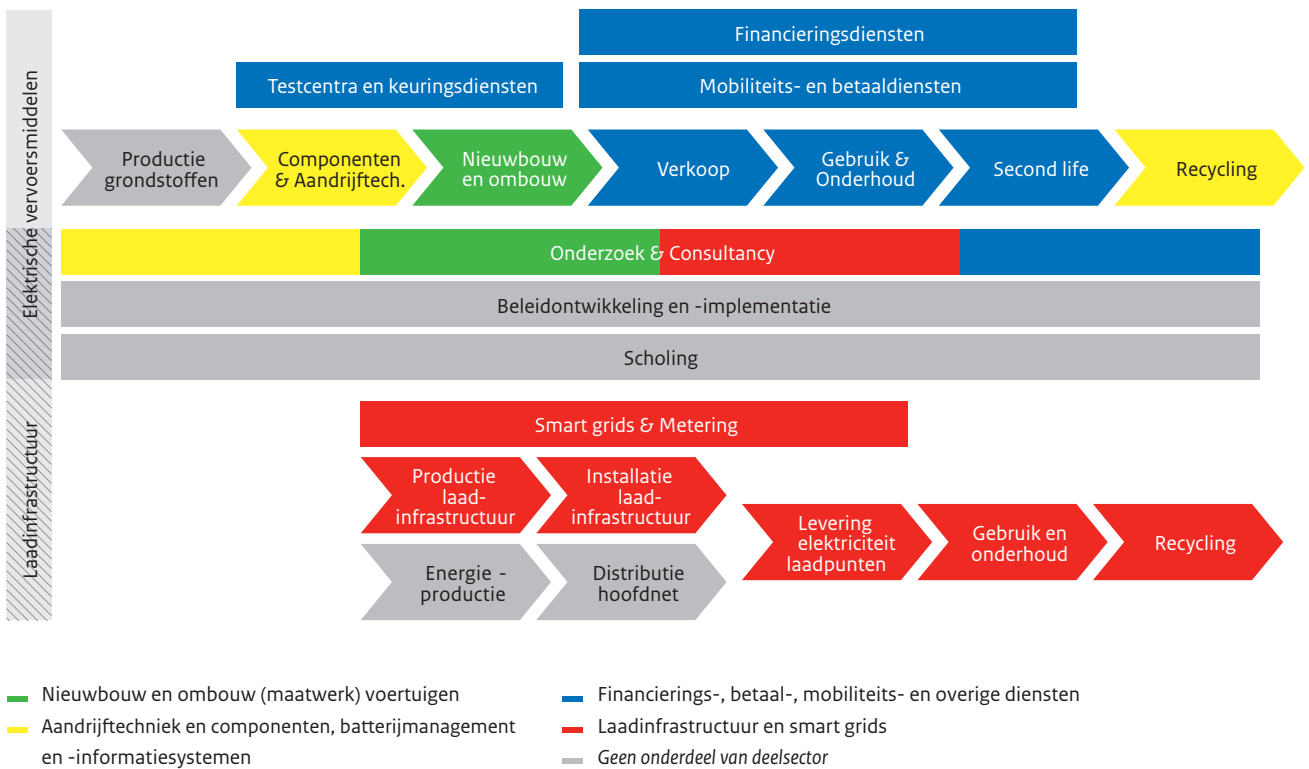 Financieringsdiensten
Testcentra en keuringsdiensten
Mobiliteits- en betaaldiensten
Elektrische vervoersmiddelen
Productie
grondstoffen
Componenten
& Aandrijftech.
Nieuwbouw
en ombouw
Verkoop
Gebruik &
Onderhoud
Second life
Recycling
Onderzoek & Consultancy
Beleidontwikkeling en -implementatie
Scholing
Laadinfrastructuur
Smart grids & Metering
Productie
laad-
infrastructuur
Installatie
laad-
infrastructuur
Energie -
productie
Distributie
hoofdnet
Levering
elektriciteit
laadpunten
Gebruik en
onderhoud
Recycling
Nieuwbouw en ombouw (maatwerk) voertuigen
Aandrijftechniek en componenten, batterijmanagement
en -informatiesystemen
Financierings-, betaal-, mobiliteits- en overige diensten
Laadinfrastructuur en smart grids
Geen onderdeel van deelsector